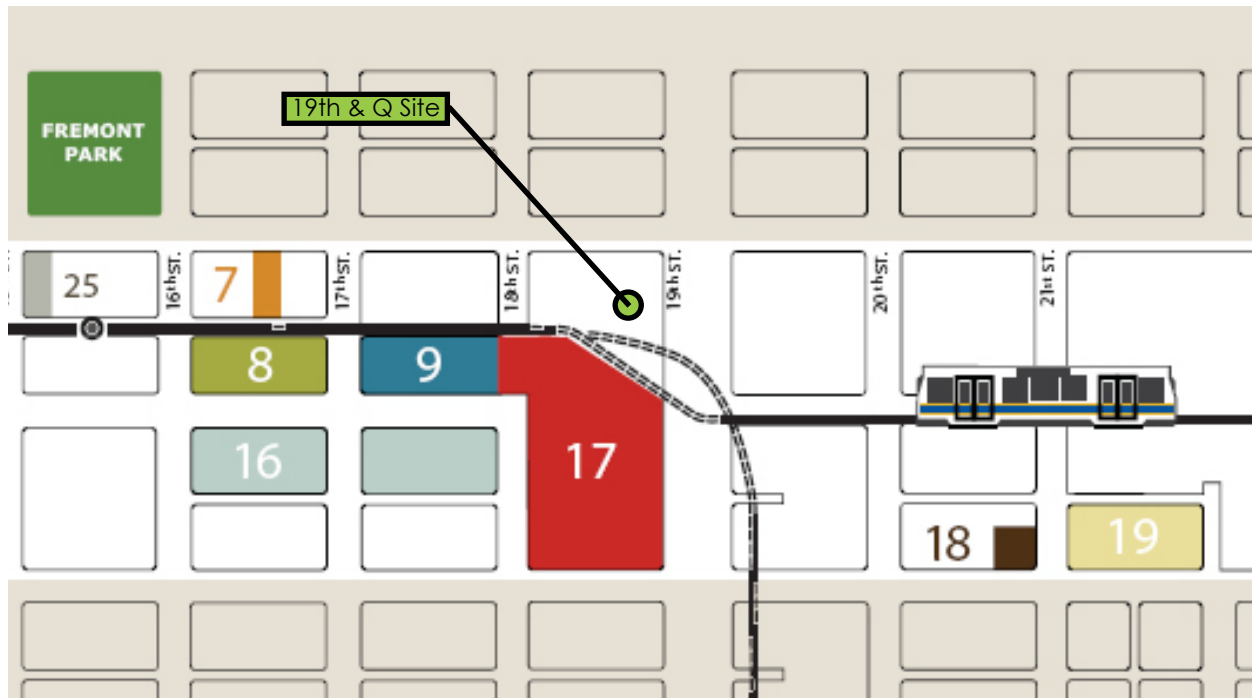 FREMONT
PARK
19th & Q Site
25
16th ST.
7
17th ST.
18th ST.
19th ST.
20th ST.
21st ST.
8
9
16
17
18
19